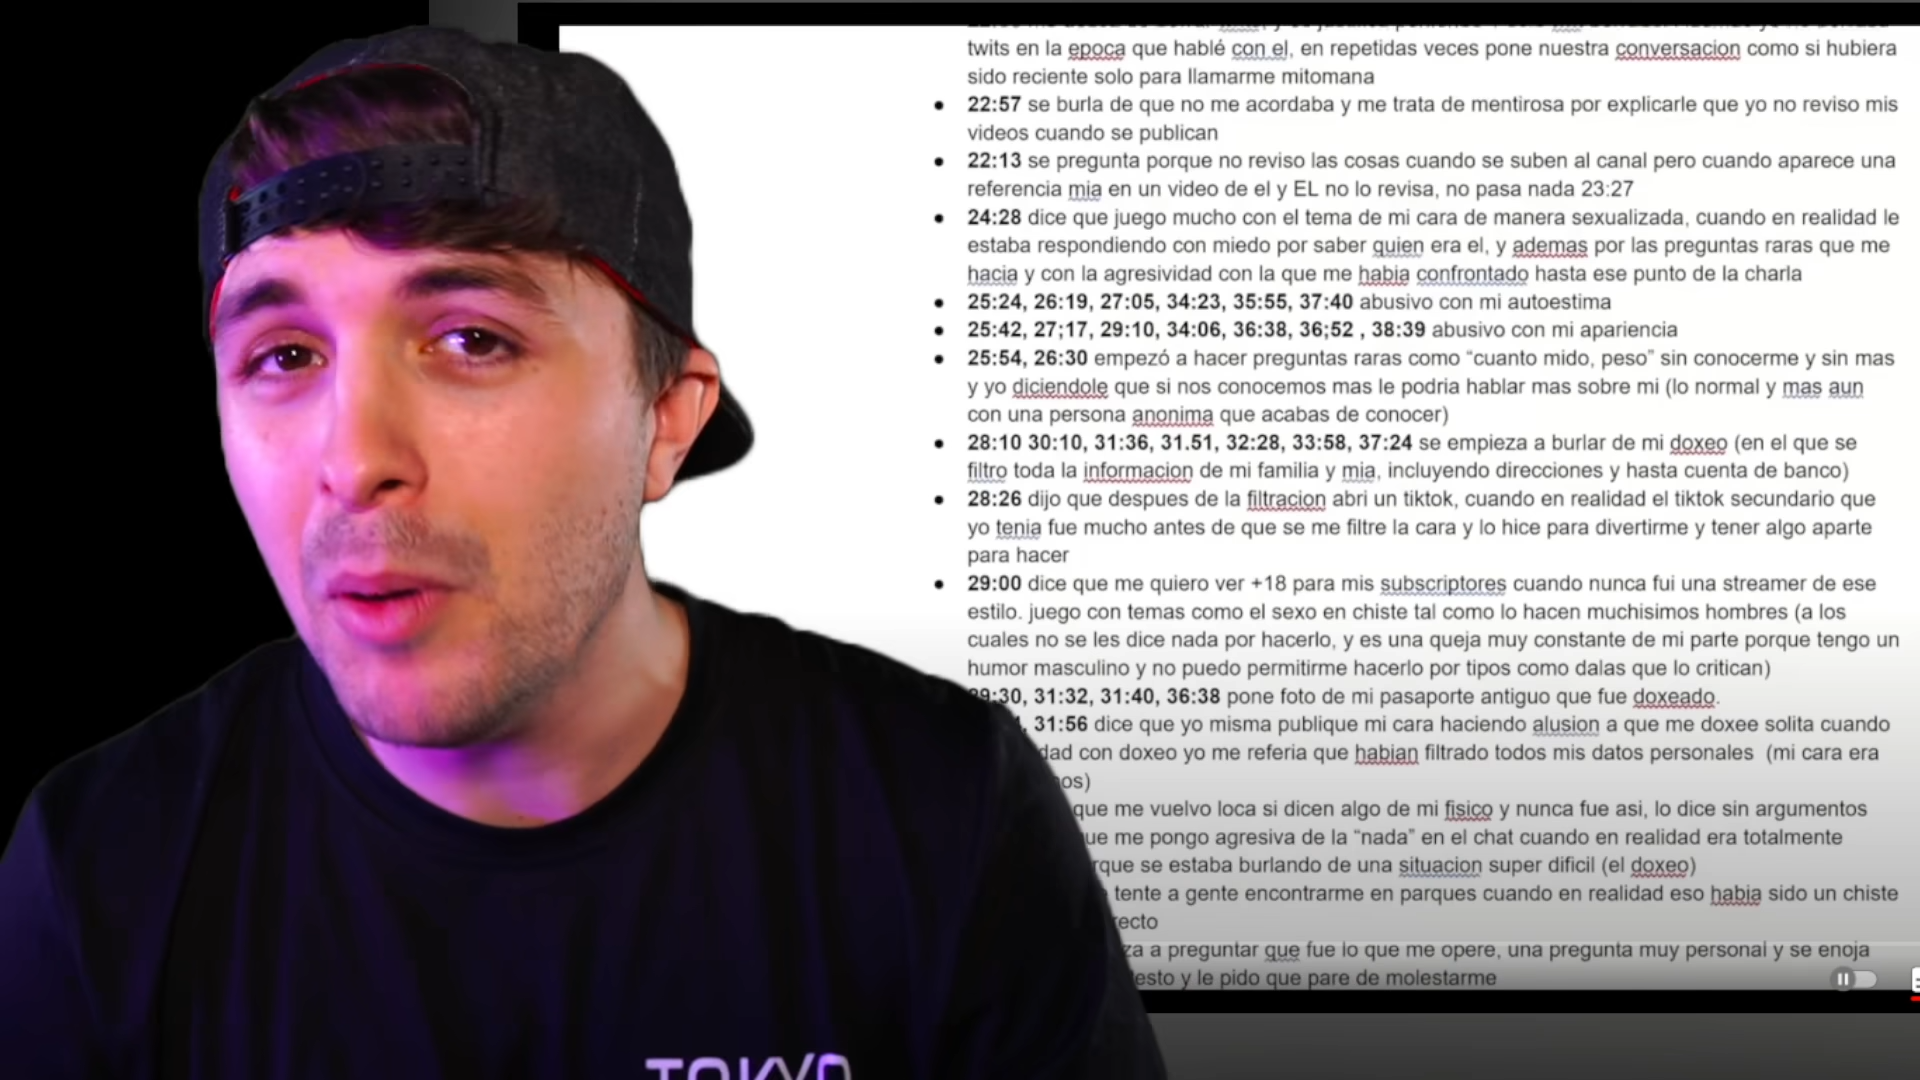 twits en la epoca que hablé con el, en repetidas veces pone nuestra conversacion como si hubiera
sido reciente solo para llamarme mitomana
● 22:57 se burla de que no me acordaba y me trata de mentirosa por explicarle que yo no reviso mis
videos cuando se publican
● 22:13 se pregunta porque no reviso las cosas cuando se suben al canal pero cuando aparece una
referencia mia en un video de el y EL no lo revisa, no pasa nada 23:27
● 24:28 dice que juego mucho con el tema de mi cara de manera sexualizada, cuando en realidad le
estaba respondiendo con miedo por saber quien era el, y ademas por las preguntas raras que me
hacia y con la agresividad con la que me habia confrontado hasta ese punto de la charla
● 25:24, 26:19, 27:05, 34:23, 35:55, 37:40 abusivo con mi autoestima
● 25:42, 27;17, 29:10, 34:06, 36:38, 36;52 , 38:39 abusivo con mi apariencia
● 25:54, 26:30 empezó a hacer preguntas raras como “cuanto mido, peso” sin conocerme y sin mas
y yo diciendole que si nos conocemos mas le podria hablar mas sobre mi (lo normal y mas aun
con una persona anonima que acabas de conocer)
● 28:10 30:10, 31:36, 31.51, 32:28, 33:58, 37:24 se empieza a burlar de mi doxeo (en el que se
filtro toda la informacion de mi familia y mia, incluyendo direcciones y hasta cuenta de banco)
● 28:26 dijo que despues de la filtracion abri un tiktok, cuando en realidad el tiktok secundario que
yo tenia fue mucho antes de que se me filtre la cara y lo hice para divertirme y tener algo aparte
para hacer
● 29:00 dice que me quiero ver +18 para mis subscriptores cuando nunca fui una streamer de ese
estilo. juego con temas como el sexo en chiste tal como lo hacen muchisimos hombres (a los
cuales no se les dice nada por hacerlo, y es una queja muy constante de mi parte porque tengo un
humor masculino y no puedo permitirme hacerlo por tipos como dalas que lo critican)
29:30, 31:32, 31:40, 36:38 pone foto de mi pasaporte antiguo que fue doxeado.
, 31:56 dice que yo misma publique mi cara haciendo alusion a que me doxee solita cuando
con doxeo yo me referia que habian filtrado todos mis datos personales (mi cara era
que me vuelvo loca si dicen algo de mi fisico y nunca fue asi, lo dice sin argumentos
me pongo agresiva de la “nada” en el chat cuando en realidad era totalmente
se estaba burlando de una situacion super dificil (el doxeo)
tente a gente encontrarme en parques cuando en realidad eso habia sido un chiste
a preguntar que fue lo que me opere, una pregunta muy personal y se enoja
y le pido que pare de molestarme
TOKYO